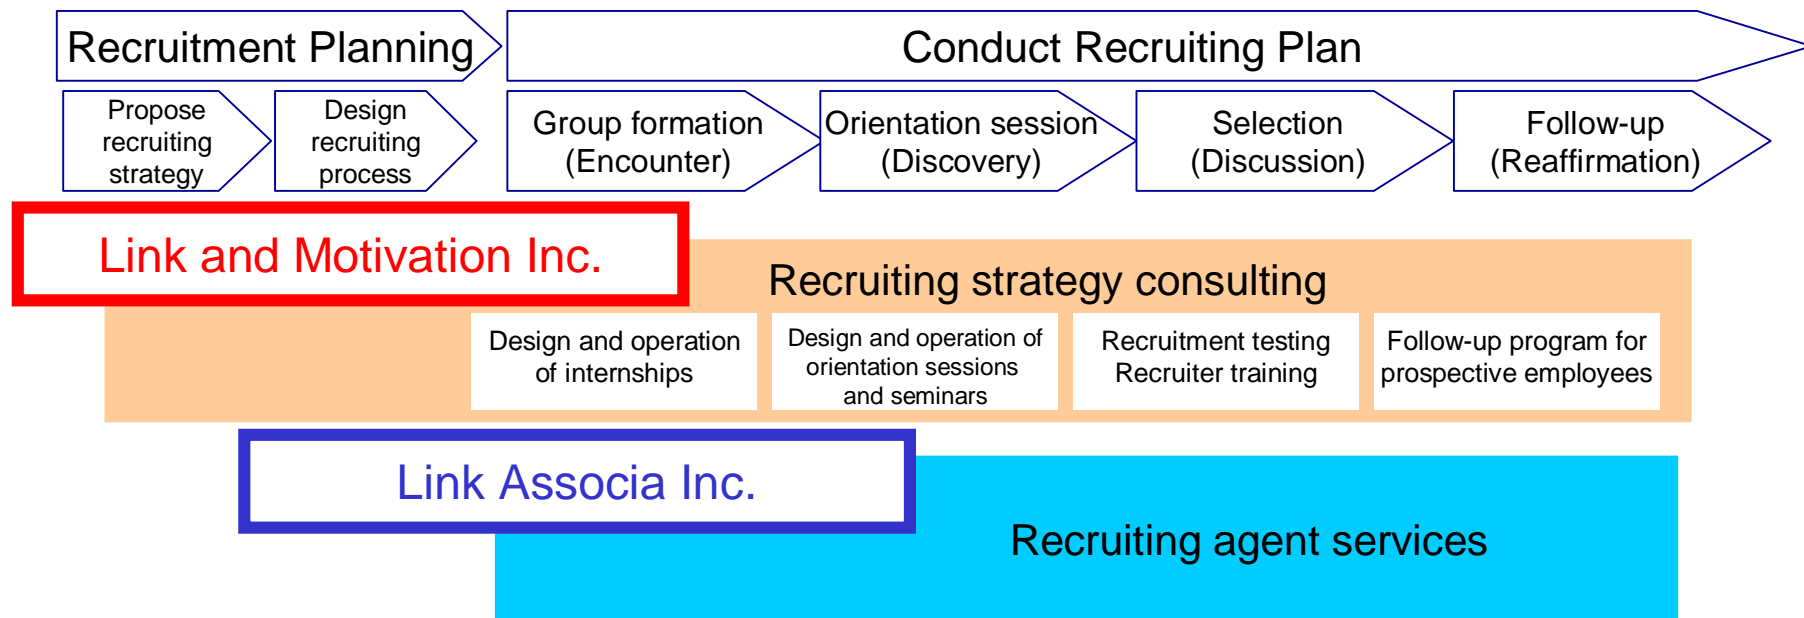 Recruitment Planning
Conduct Recruiting Plan
Propose
recruiting
strategy
Design
recruiting
process
Group formation
(Encounter)
Orientation session
(Discovery)
Selection
(Discussion)
Follow-up
(Reaffirmation)
Link and Motivation Inc.
Recruiting strategy consulting
Design and operation
of internships
Design and operation of
orientation sessions
and seminars
Recruitment testing
Recruiter training
Follow-up program for
prospective employees
Link Associa Inc.
Recruiting agent services